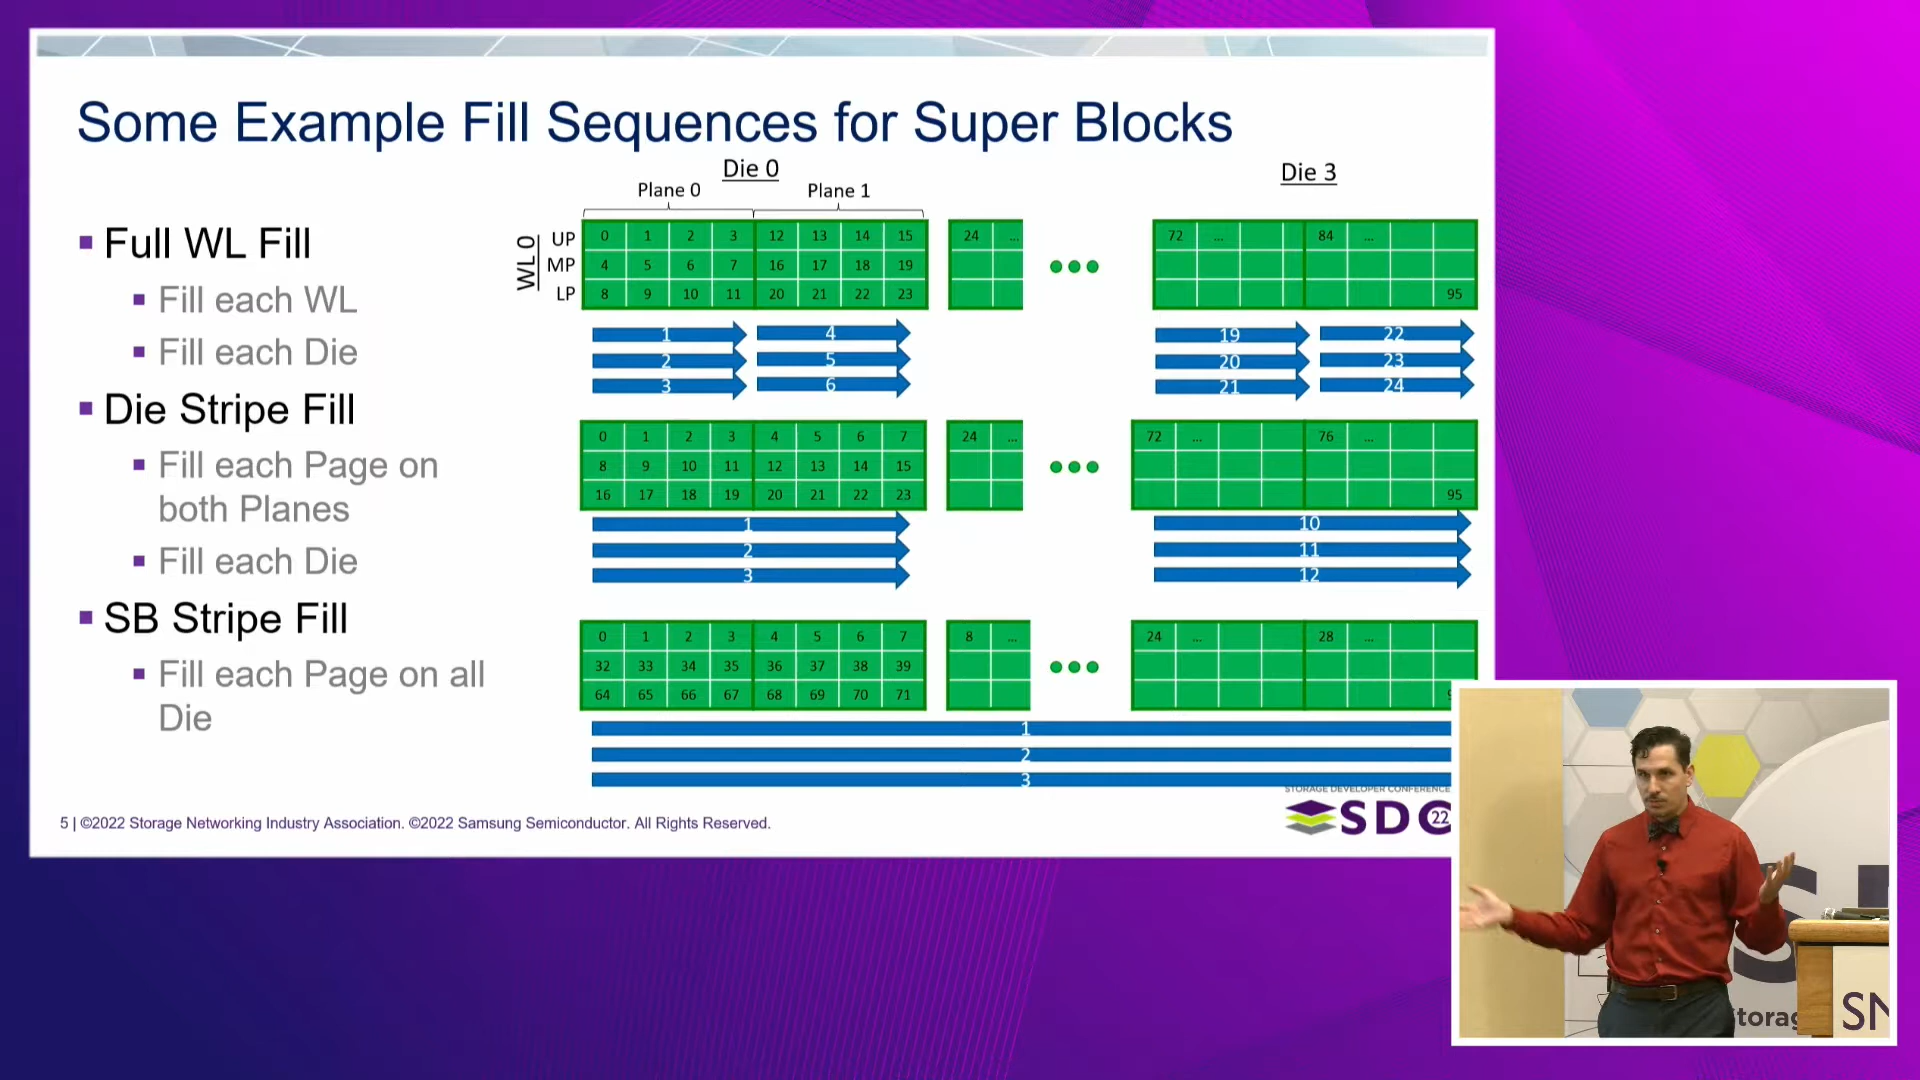 Some Example Fill Sequences for Super Blocks
Full WL Fill
Fill each WL
Fill each Die
Die Stripe Fill
Fill each Page on
both Planes
Fill each Die
SB Stripe Fill
Fill each Page on all
Die
Die 0
Die 3
Plane 0 Plane 1
WL 0
UP 0 1 2 3 12 13 14 15 24 ... 72 ... 84 ...
MP 4 5 6 7 16 17 18 19
LP 8 9 10 11 20 21 22 23 95
1 4 19 22
2 5 20 23
3 6 21 24
0 1 2 3 4 5 6 7 24 ... 72 ... 76 ...
8 9 10 11 12 13 14 15
16 17 18 19 20 21 22 23 95
1 10
2 11
3 12
0 1 2 3 4 5 6 7 8 ... 24 ... 28 ...
32 33 34 35 36 37 38 39
64 65 66 67 68 69 70 71
1
2
3
5 | ©2022 Storage Networking Industry Association. ©2022 Samsung Semiconductor. All Rights Reserved.
STORAGE DEVELOPER CONFERENCE
SDC 22
torag
SN